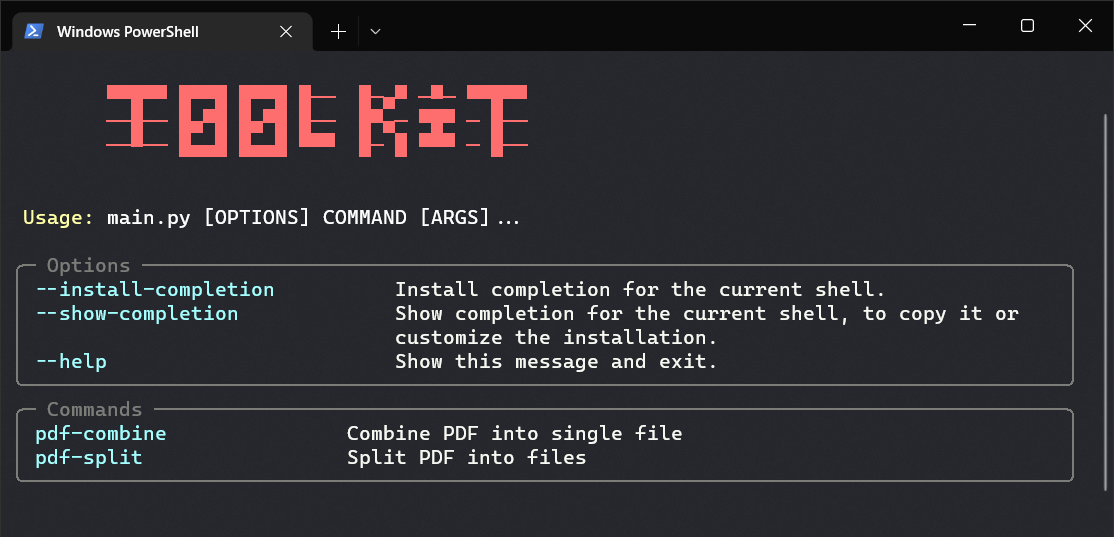 Windows PowerShell
TOOLKiT
Usage: main.py [OPTIONS] COMMAND [ARGS]...
Options
--install-completion Install completion for the current shell.
--show-completion Show completion for the current shell, to copy it or
customize the installation.
--help Show this message and exit.
Commands
pdf-combine Combine PDF into single file
pdf-split Split PDF into files